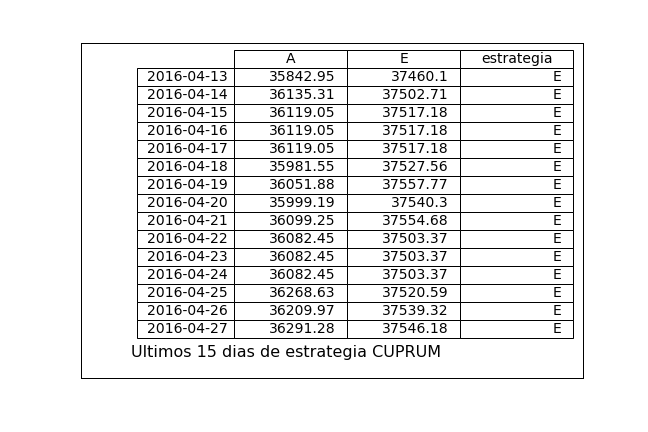 A E estrategia
2016-04-13 35842.95 37460.1 E
2016-04-14 36135.31 37502.71 E
2016-04-15 36119.05 37517.18 E
2016-04-16 36119.05 37517.18 E
2016-04-17 36119.05 37517.18 E
2016-04-18 35981.55 37527.56 E
2016-04-19 36051.88 37557.77 E
2016-04-20 35999.19 37540.3 E
2016-04-21 36099.25 37554.68 E
2016-04-22 36082.45 37503.37 E
2016-04-23 36082.45 37503.37 E
2016-04-24 36082.45 37503.37 E
2016-04-25 36268.63 37520.59 E
2016-04-26 36209.97 37539.32 E
2016-04-27 36291.28 37546.18 E
Ultimos 15 dias de estrategia CUPRUM